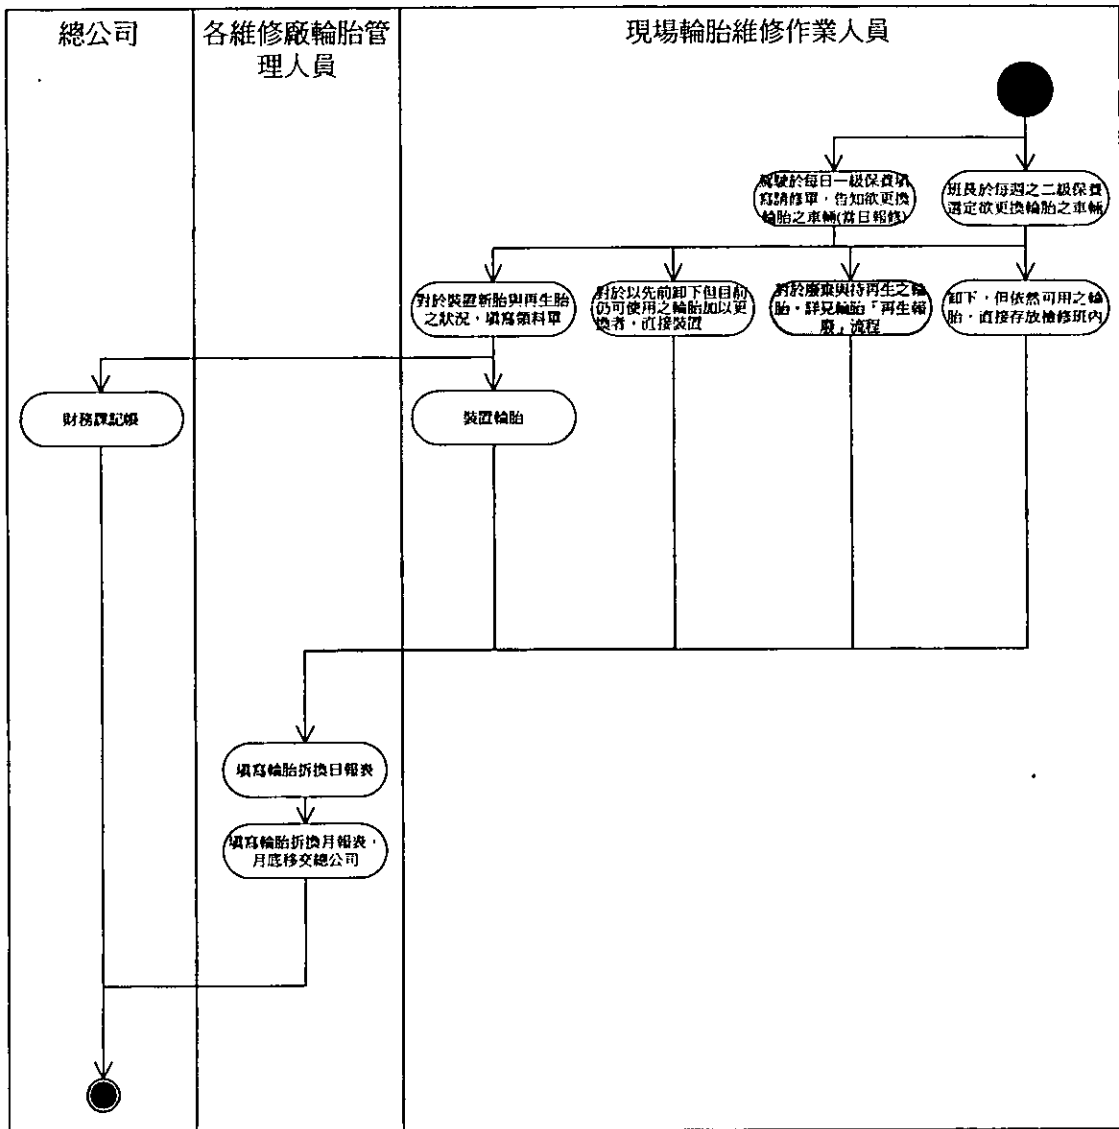 總公司
各維修廠輪胎管
理人員
現場輪胎維修作業人員
駕駛於每日一級保養填
寫請修單，告知欲更換
輪胎之車輛(當日報修)
班長於每週之二級保養
選定欲更換輪胎之車輛
對於裝置新胎與再生胎
之狀況，填寫領料單
對於以先前卸下但目前
仍可使用之輪胎加以更
換者，直接裝置
對於廢棄與待再生之輪
胎，詳見輪胎「再生報
廢」流程
卸下，但依然可用之輪
胎，直接存放檢修班內
財務課記帳
裝置輪胎
填寫輪胎拆換日報表
填寫輪胎拆換月報表，
月底移交總公司